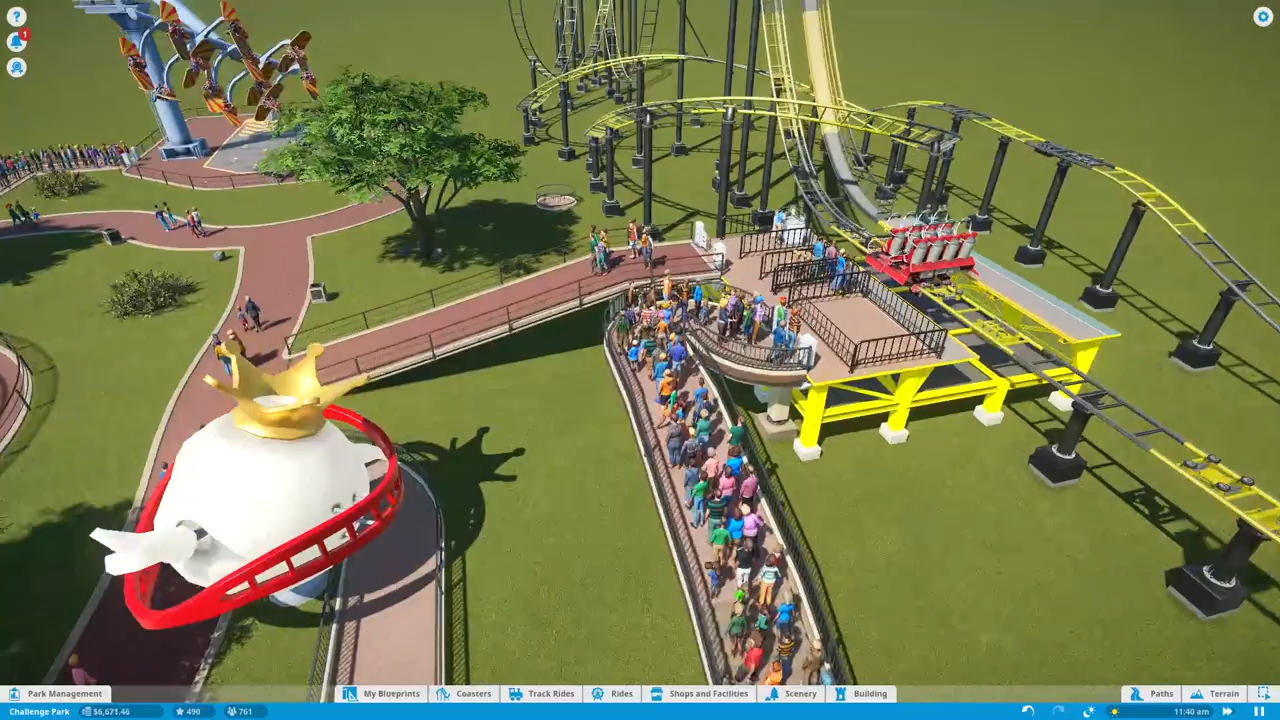 ?
1
Park Management
My Blueprints
Coasters
Track Rides
Rides
Shops and Facilities
Scenery
Building
Paths
Terrain
Challenge Park
$6,671.46
490
761
11:40 am